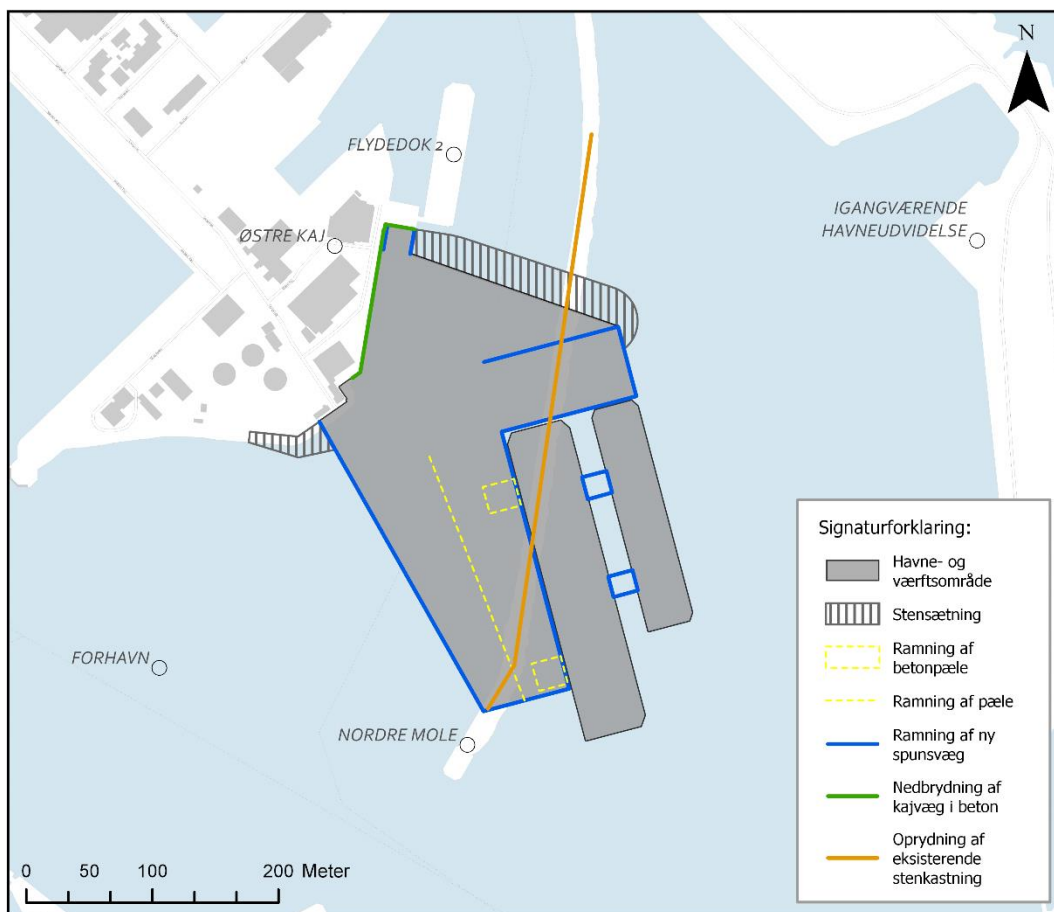 N
FLYDEDOK 2
IGANGVÆRENDE
HAVNEUDVIDELSE
ØSTRE KAJ
FORHAVN
NORDRE MOLE
Signaturforklaring:
Havne- og
værftsområde
Stensætning
Ramning af
betonpæle
Ramning af pæle
Ramning af ny
spunsvæg
Nedbrydning af
kajvæg i beton
Oprydning af
eksisterende
stenkastning
0 50 100 200 Meter